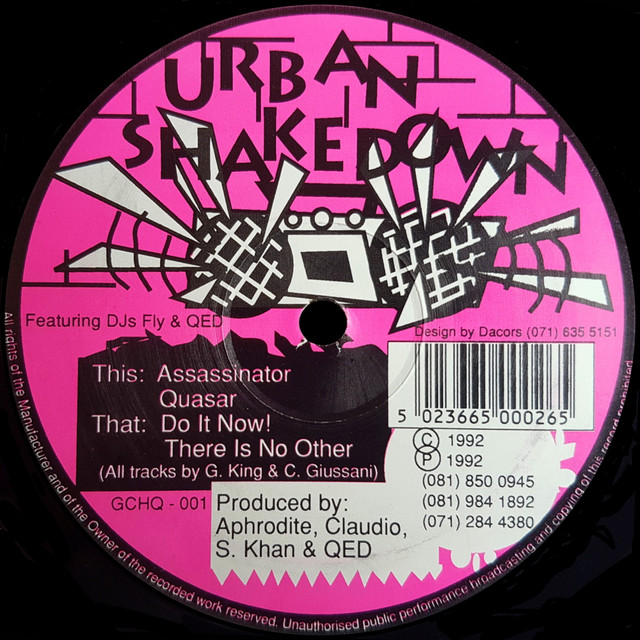 URBAN
SHAKEDOWN
Featuring DJs Fly & QED
Design by Dacors (071) 635 5151
This: Assassinator
Quasar
That: Do It Now!
There Is No Other
(All tracks by G. King & C. Giussani)
5 023665 000265
C 1992
P 1992
(081) 850 0945
(081) 984 1892
(071) 284 4380
GCHQ - 001
Produced by:
Aphrodite, Claudio,
S. Khan & QED
All rights of the Manufacturer and of the Owner of the recorded work reserved. Unauthorised public performance broadcasting and copying of this record prohibited